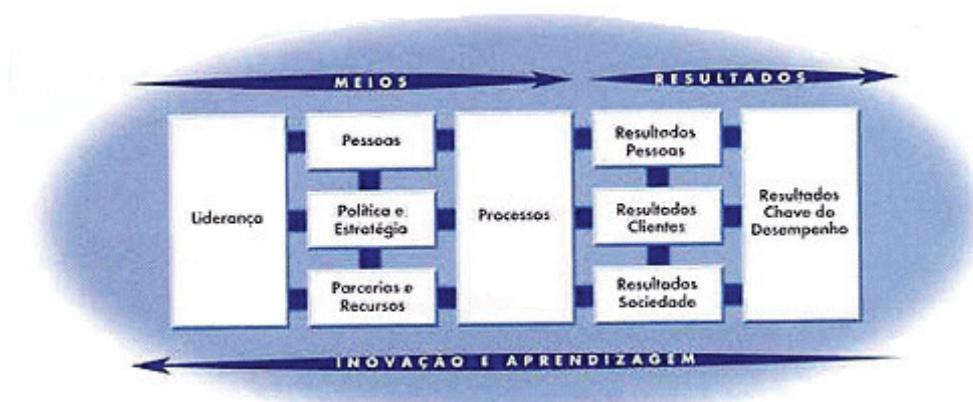 MEIOS
RESULTADOS
Liderança
Pessoas
Política e
Estratégia
Parcerias e
Recursos
Processos
Resultados
Pessoas
Resultados
Clientes
Resultados
Sociedade
Resultados
Chave do
Desempenho
INOVAÇÃO E APRENDIZAGEM